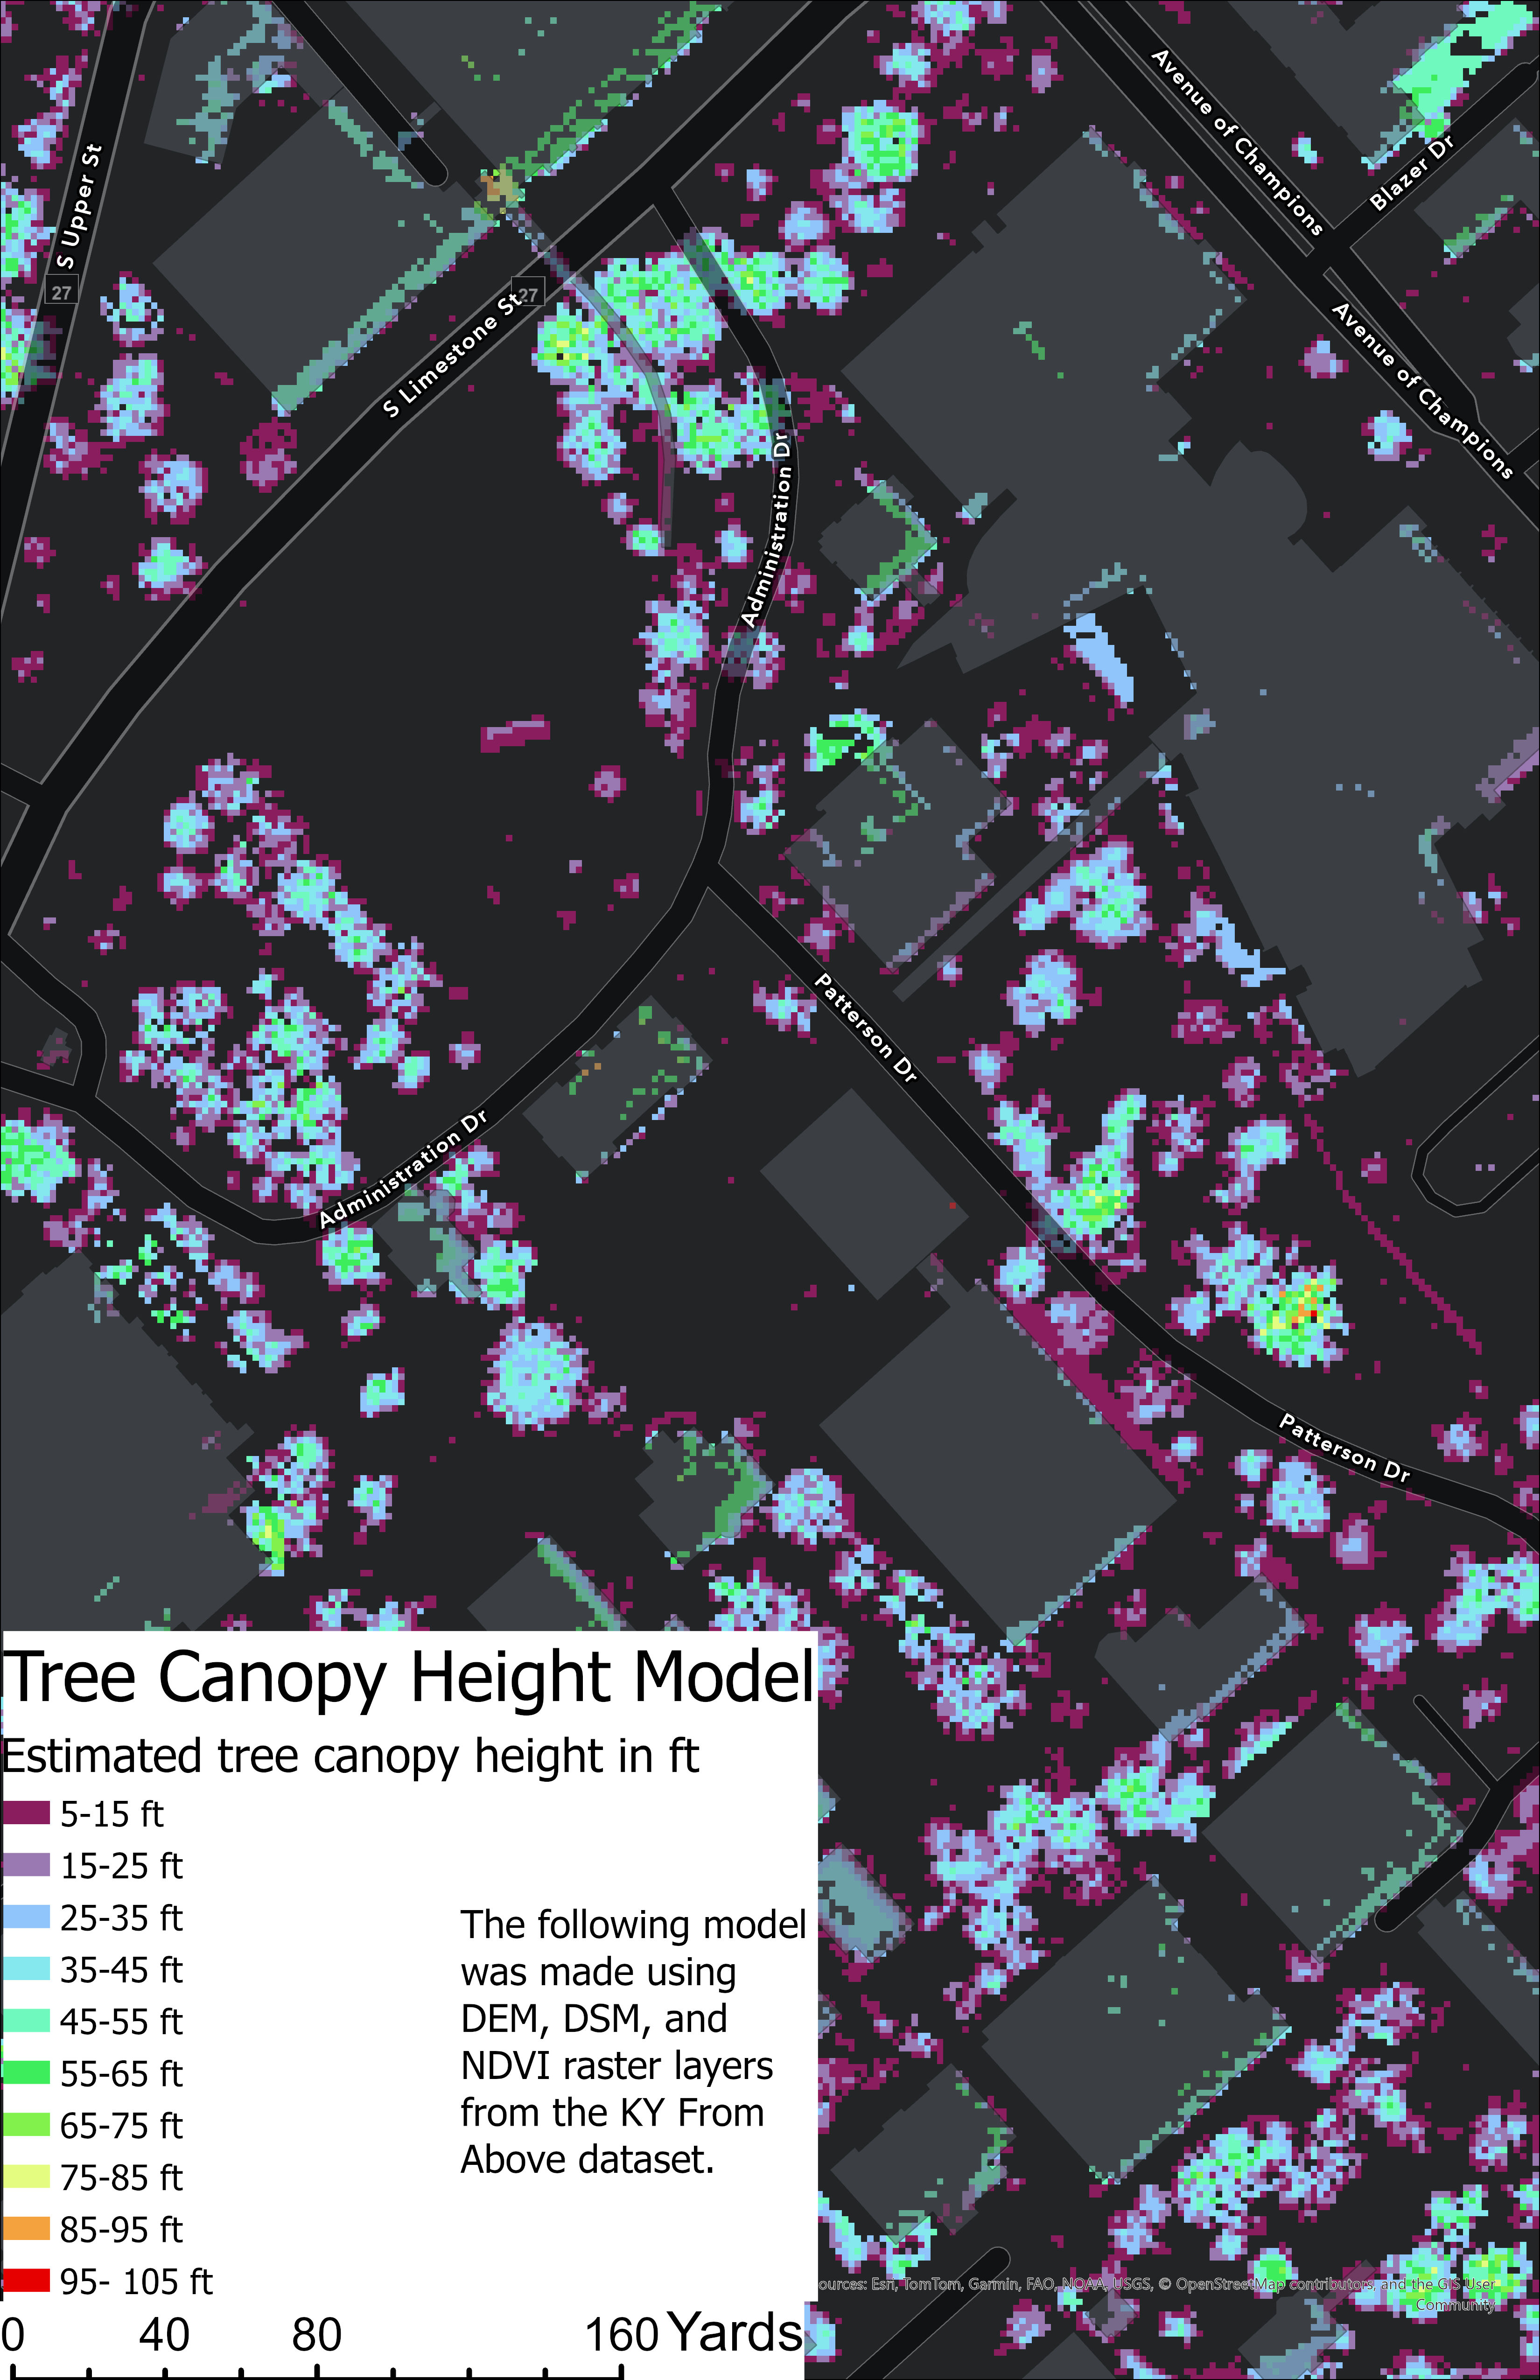 Avenue of Champions
Blazer Dr
S Upper St
27
27
S Limestone St
Avenue of Champions
Administration Dr
Patterson Dr
Administration Dr
Patterson Dr
Tree Canopy Height Model
Estimated tree canopy height in ft
5-15 ft
15-25 ft
25-35 ft
35-45 ft
45-55 ft
55-65 ft
65-75 ft
75-85 ft
85-95 ft
95- 105 ft
The following model
was made using
DEM, DSM, and
NDVI raster layers
from the KY From
Above dataset.
ources: Esri, TomTom, Garmin, FAO, NOAA, USGS, © OpenStreetMap contributors, and the GIS User
Community
0 40 80 160 Yards